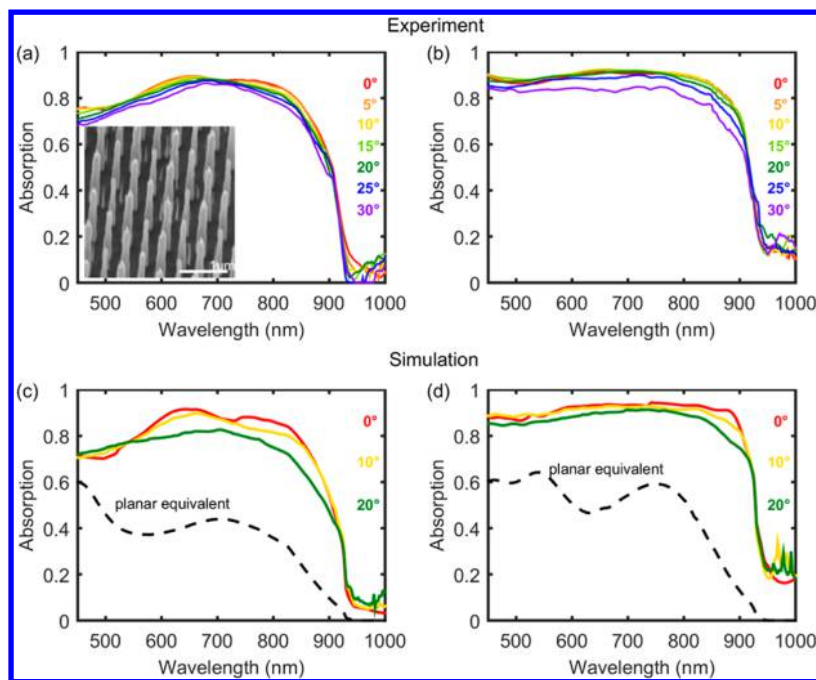 Experiment
(a)
Absorption
1
0.8
0.6
0.4
0.2
0
0°
5°
10°
15°
20°
25°
30°
1um
500 600 700 800 900 1000
Wavelength (nm)
(b)
Absorption
1
0.8
0.6
0.4
0.2
0
0°
5°
10°
15°
20°
25°
30°
500 600 700 800 900 1000
Wavelength (nm)
Simulation
(c)
Absorption
1
0.8
0.6
0.4
0.2
0
0°
10°
20°
planar equivalent
500 600 700 800 900 1000
Wavelength (nm)
(d)
Absorption
1
0.8
0.6
0.4
0.2
0
0°
10°
20°
planar equivalent
500 600 700 800 900 1000
Wavelength (nm)